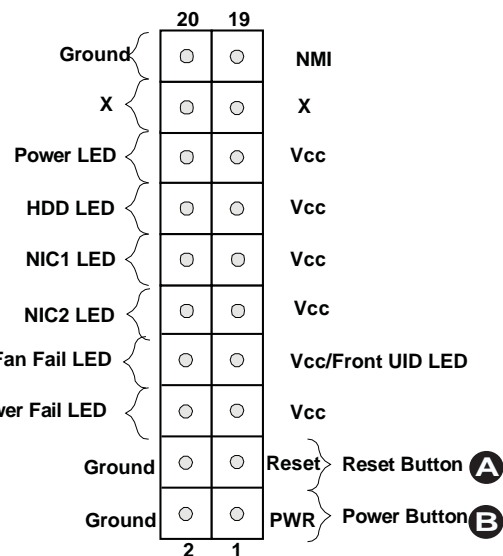 20 19
Ground NMI
X X
Power LED Vcc
HDD LED Vcc
NIC1 LED Vcc
NIC2 LED Vcc
Fan Fail LED Vcc/Front UID LED
wer Fail LED Vcc
Ground Reset Reset Button A
Ground PWR Power Button B
2 1